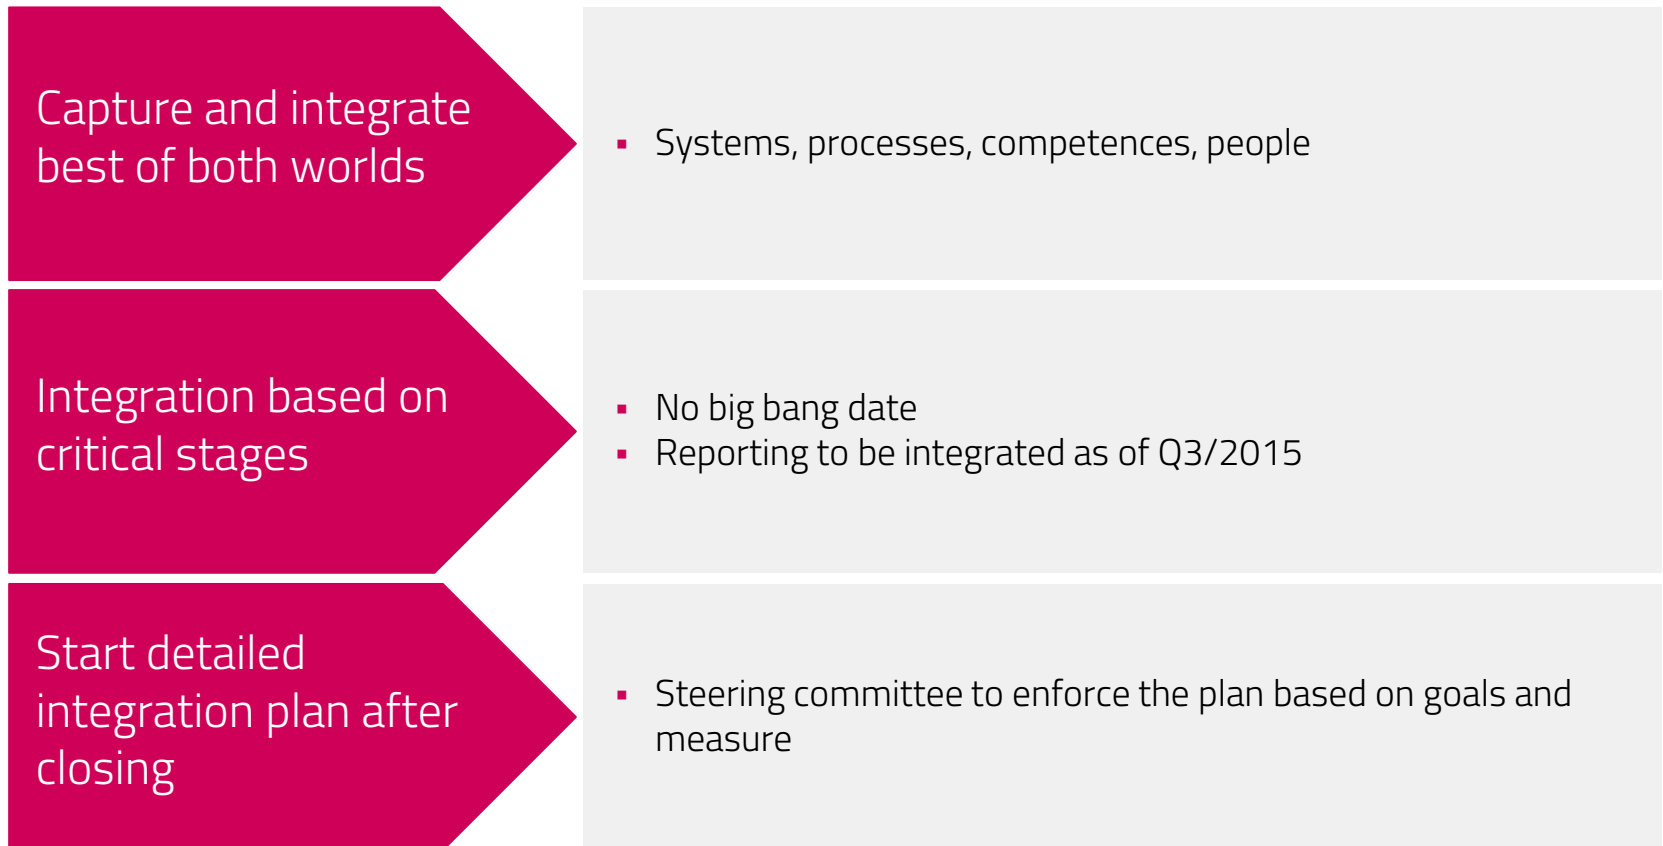 Capture and integrate
best of both worlds
▪ Systems, processes, competences, people
Integration based on
critical stages
▪ No big bang date
▪ Reporting to be integrated as of Q3/2015
Start detailed
integration plan after
closing
▪ Steering committee to enforce the plan based on goals and
measure